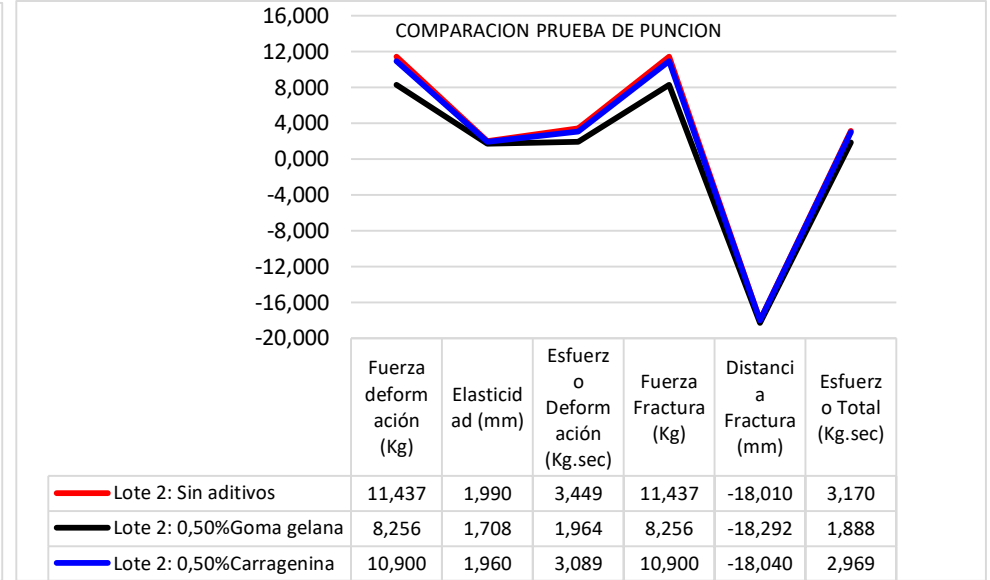 COMPARACION PRUEBA DE PUNCION
16,000
12,000
8,000
4,000
0,000
-4,000
-8,000
-12,000
-16,000
-20,000
Fuerza
deform
ación
(Kg)
Elasticid
ad (mm)
Esfuerz
o
Deform
ación
(Kg.sec)
Fuerza
Fractura
(Kg)
Distanci
a
Fractura
(mm)
Esfuerz
o Total
(Kg.sec)
Lote 2: Sin aditivos 11,437 1,990 3,449 11,437 -18,010 3,170
Lote 2: 0,50%Goma gelana 8,256 1,708 1,964 8,256 -18,292 1,888
Lote 2: 0,50%Carragenina 10,900 1,960 3,089 10,900 -18,040 2,969